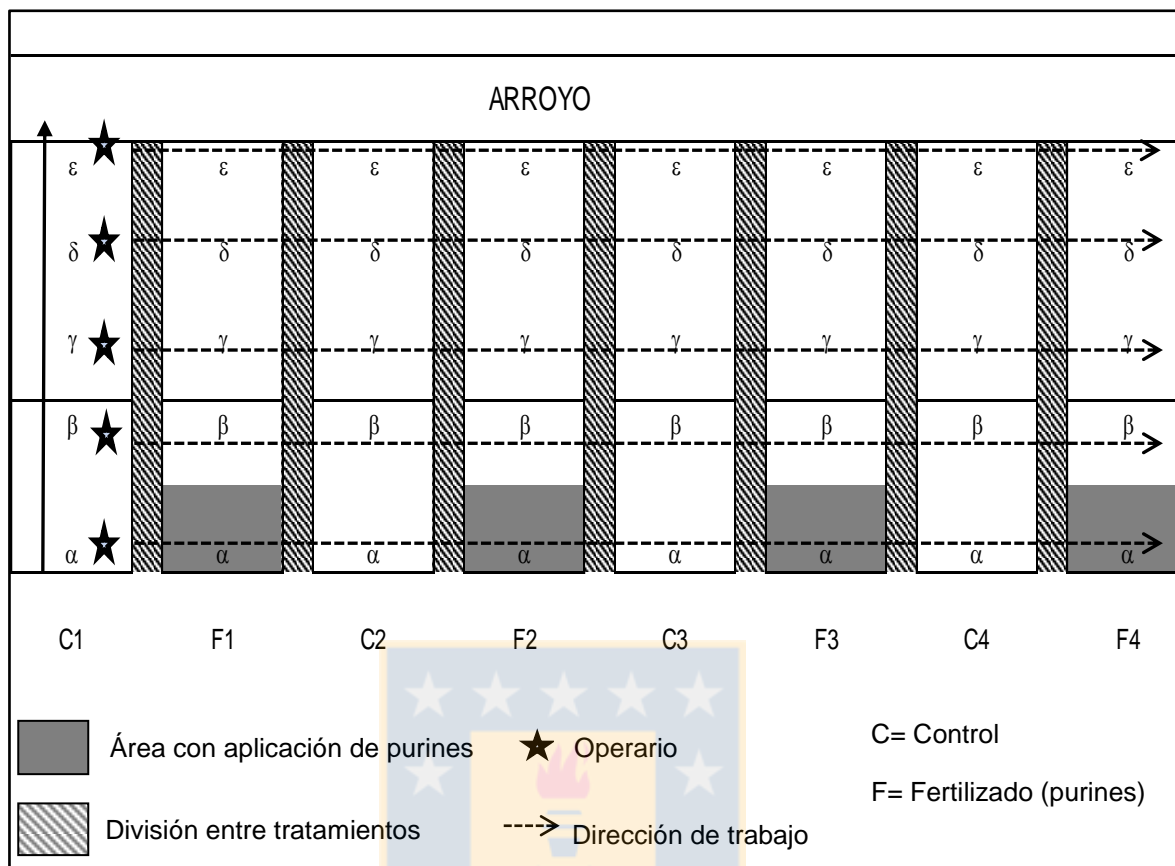 ARROYO
ε ε ε ε ε ε ε ε
δ δ δ δ δ δ δ δ
γ γ γ γ γ γ γ γ
β β β β β β β β
α α α α α α α α
C1 F1 C2 F2 C3 F3 C4 F4
Área con aplicación de purines Operario C= Control
F= Fertilizado (purines)
División entre tratamientos Dirección de trabajo